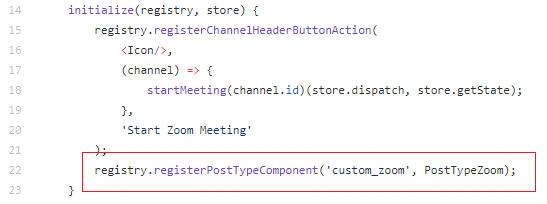 14 initialize(registry, store) {
15 registry.registerChannelHeaderButtonAction(
16 <Icon/>,
17 (channel) => {
18 startMeeting(channel.id)(store.dispatch, store.getState);
19 },
20 'Start Zoom Meeting'
21 );
22 registry.registerPostTypeComponent('custom_zoom', PostTypeZoom);
23 }